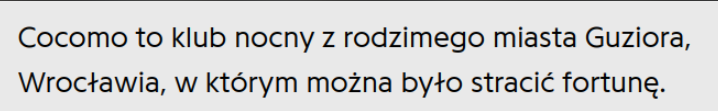 Cocomo to klub nocny z rodzimego miasta Guziora,
Wrocławia, w którym można było stracić fortunę.